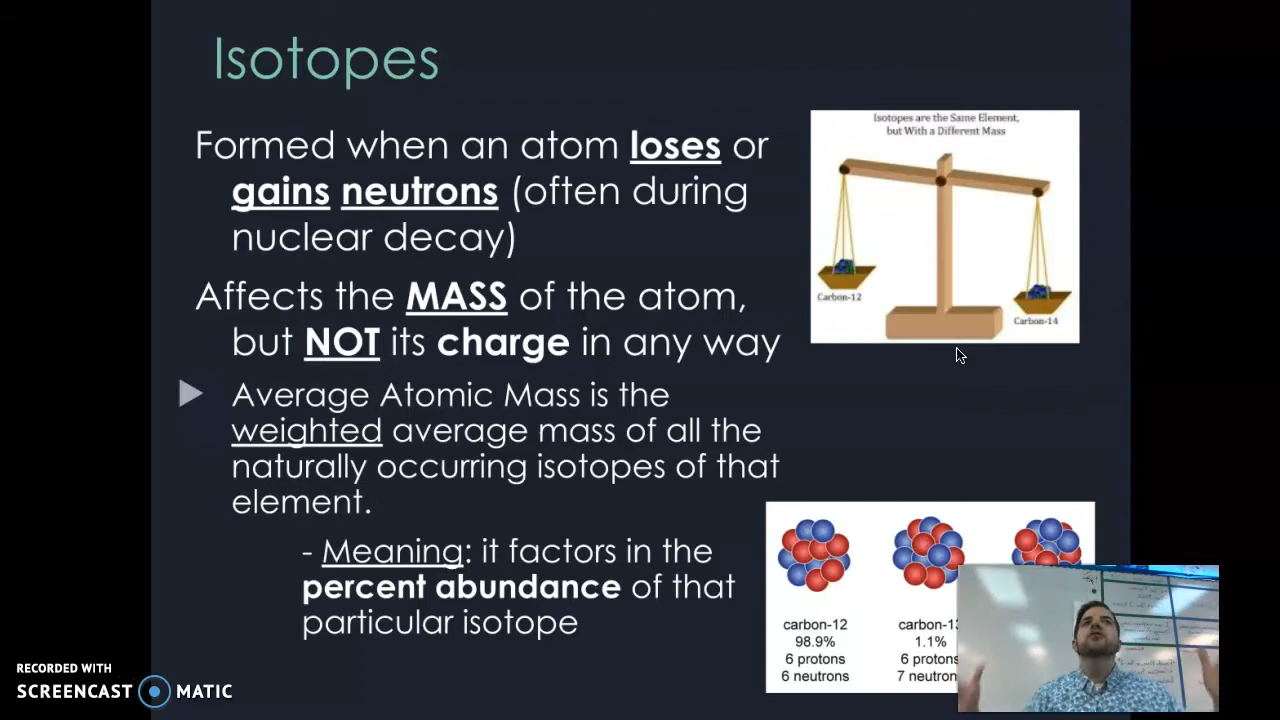 Isotopes
Formed when an atom loses or
gains neutrons (often during
nuclear decay)
Affects the MASS of the atom,
but NOT its charge in any way
Average Atomic Mass is the
weighted average mass of all the
naturally occurring isotopes of that
element.
- Meaning: it factors in the
percent abundance of that
particular isotope
Isotopes are the Same Element,
but With a Different Mass
Carbon-12
Carbon-14
carbon-12
98.9%
6 protons
6 neutrons
1.1%
6 protons
RECORDED WITH
SCREENCAST MATIC